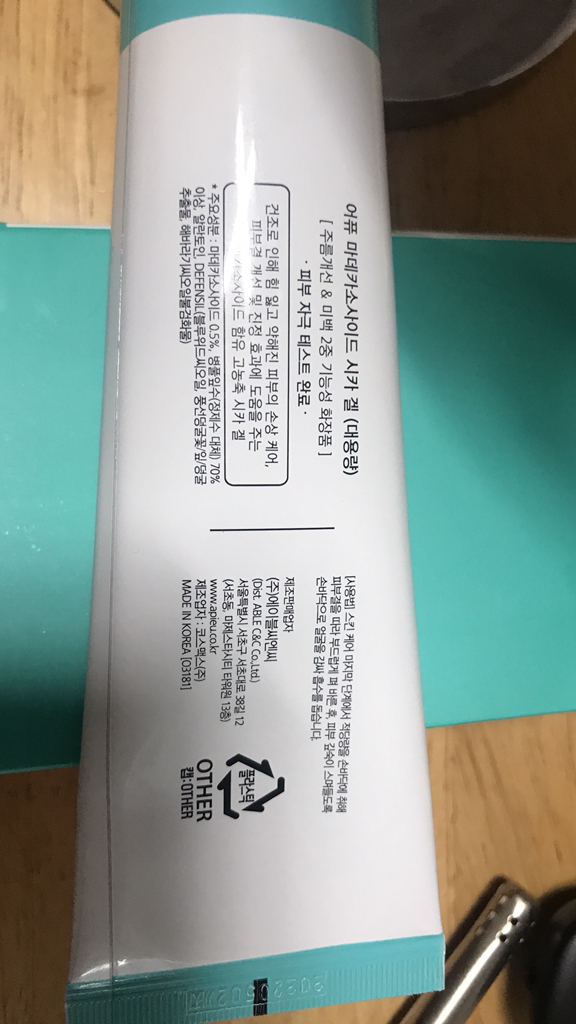 어퓨 마데카소사이드 시카 겔 (대용량)
[ 주름개선 & 미백 2중 기능성 화장품 ]
· 피부 자극 테스트 완료 ·
건조로 인해 힘 잃고 약해진 피부의 손상 케어,
피부결 개선 및 진정 효과에 도움을 주는
카소사이드 함유 고농축 시카 겔
* 주요성분 : 마데카소사이드 0.5%, 병풀잎수(정제수 대체) 70%
이상, 알란토인, DEFENSIL(블루위드씨오일, 풍선덩굴꽃/잎/덩굴
추출물, 해바라기씨오일불검화물)
[사용법] 스킨 케어 마지막 단계에서 적당량을 손바닥에 취해
피부결을 따라 부드럽게 펴 바른 후, 피부 깊숙이 스며들도록
손바닥으로 얼굴을 감싸 흡수를 돕습니다.
제조판매업자
(주)에이블씨엔씨
(Dist. ABLE C&C Co.,Ltd.)
서울특별시 서초구 서초대로 38길 12
(서초동, 마제스타시티 타워원 13층)
www.apieu.co.kr
제조업자 : 코스맥스(주)
MADE IN KOREA [03181]
플라스틱
OTHER
캡:OTHER